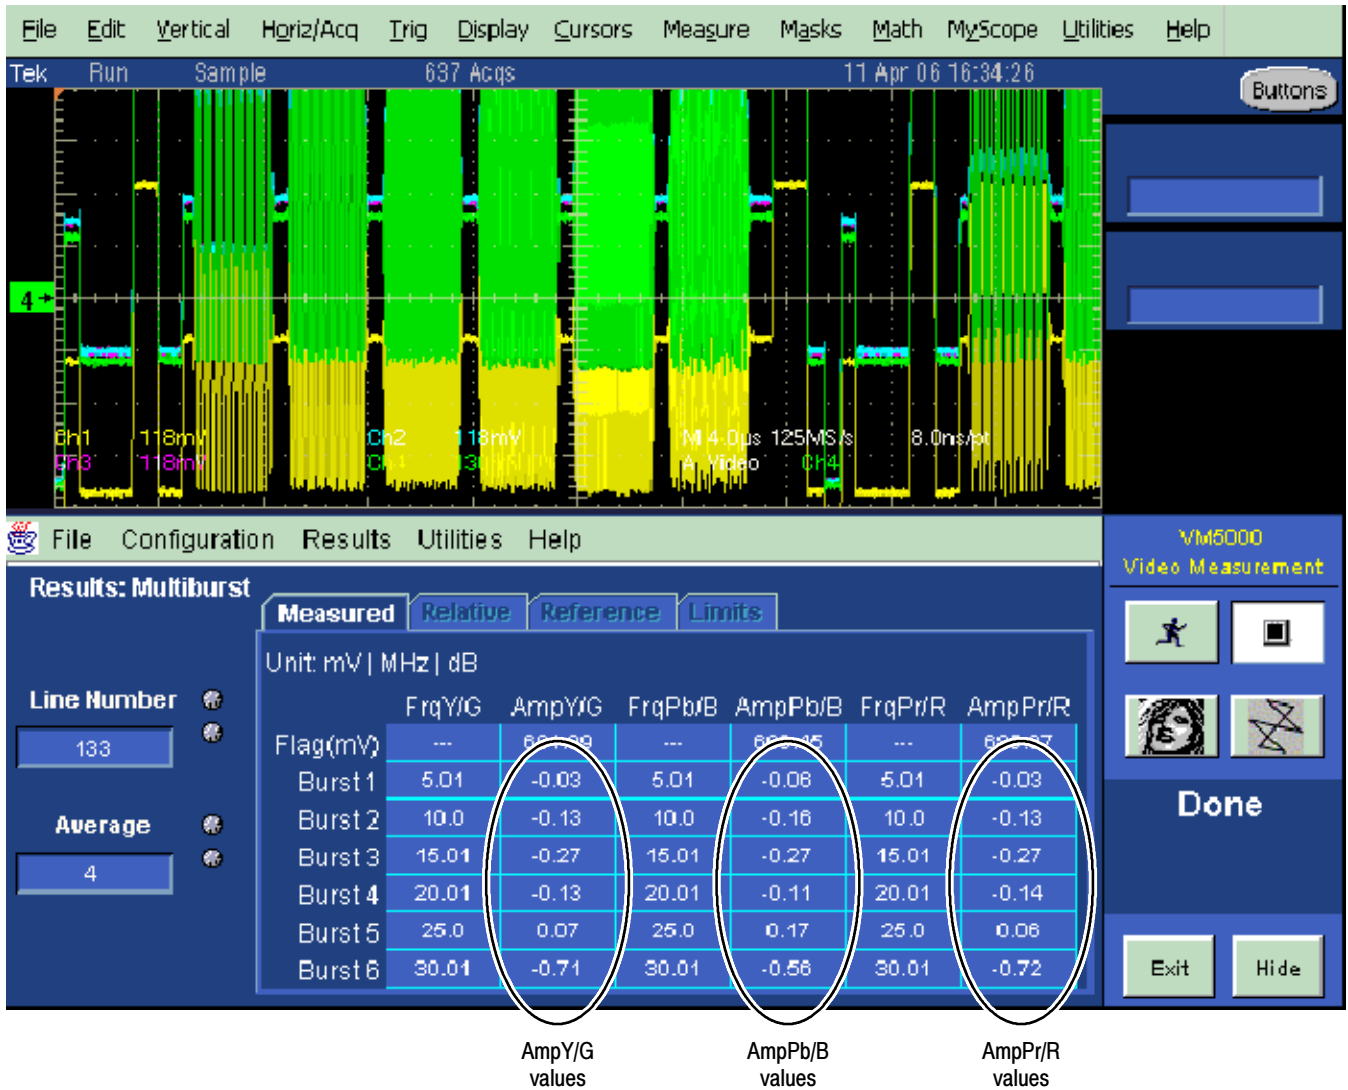 File Edit Vertical Horiz/Acq Trig Display Cursors Measure Masks Math MyScope Utilities Help
Tek Run Sample 637 Acqs 11 Apr 06 16:34:26
Buttons
4
Ch1 118mV Ch2 118mV M 4.0µs 125MS/s 8.0ns/pt
Ch3 118mV Ch4 A Video Ch4
File Configuration Results Utilities Help
VM5000
Video Measurement
Results: Multiburst
Measured Relative Reference Limits
Unit: mV | MHz | dB
Line Number
133
Average
4
FrqY/G AmpY/G FrqPb/B AmpPb/B FrqPr/R AmpPr/R
Flag(mV) --- --- ---
Burst 1 5.01 -0.03 5.01 -0.06 5.01 -0.03
Burst 2 10.0 -0.13 10.0 -0.16 10.0 -0.13
Burst 3 15.01 -0.27 15.01 -0.27 15.01 -0.27
Burst 4 20.01 -0.13 20.01 -0.11 20.01 -0.14
Burst 5 25.0 0.07 25.0 0.17 25.0 0.06
Burst 6 30.01 -0.71 30.01 -0.56 30.01 -0.72
Done
Exit Hide
AmpY/G
values
AmpPb/B
values
AmpPr/R
values